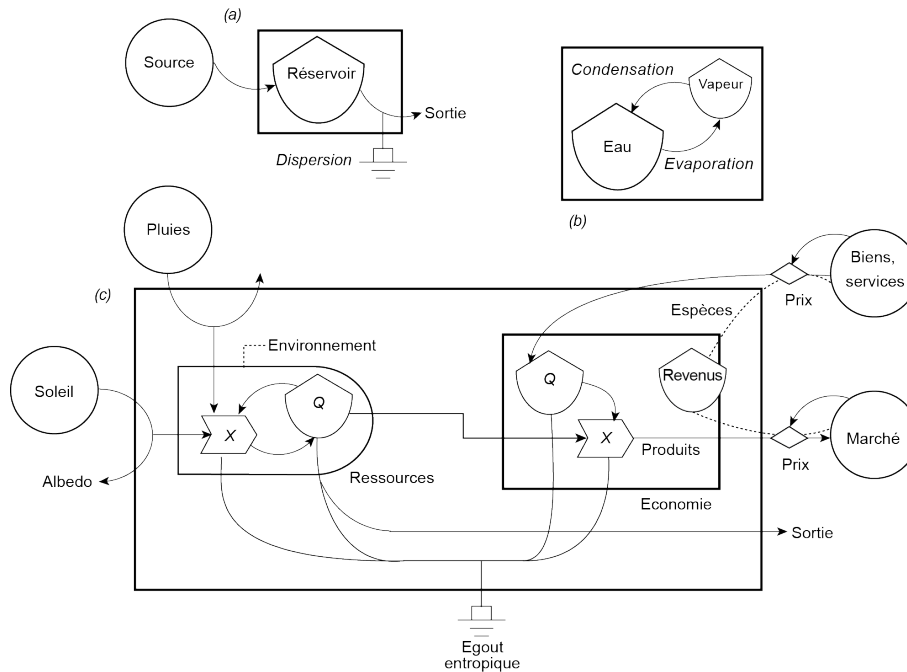 (a)
Source
Réservoir
Sortie
Dispersion
Condensation
Vapeur
Eau
Evaporation
(b)
Pluies
(c)
Biens,
services
Prix
Espèces
Environnement
Soleil
Q
X
Ressources
Albedo
Q
X
Revenus
Produits
Prix
Marché
Economie
Sortie
Egout
entropique